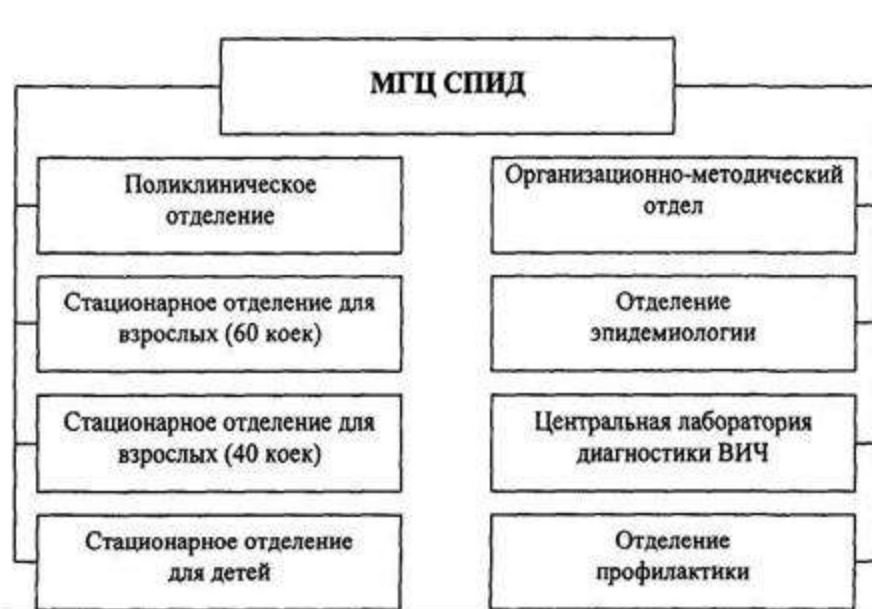 МГЦ СПИД
Поликлиническое
отделение
Стационарное отделение для
взрослых (60 коек)
Стационарное отделение для
взрослых (40 коек)
Стационарное отделение
для детей
Организационно-методический
отдел
Отделение
эпидемиологии
Центральная лаборатория
диагностики ВИЧ
Отделение
профилактики